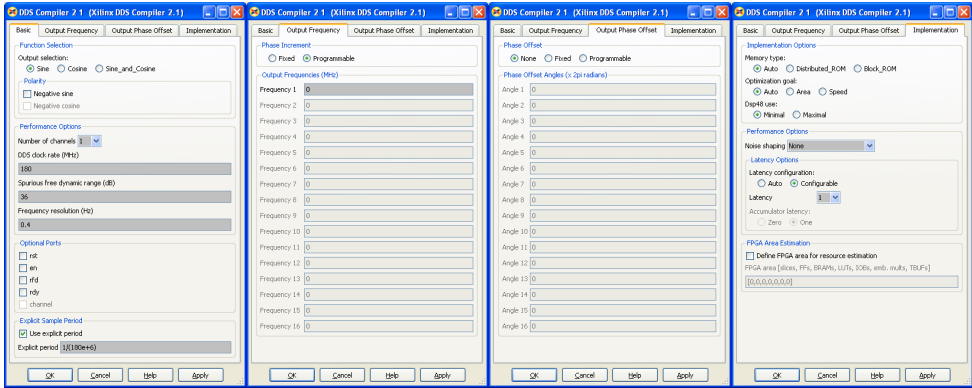 DDS Compiler 2 1 (Xilinx DDS Compiler 2.1)
Basic Output Frequency Output Phase Offset Implementation
Function Selection
Output selection:
Sine Cosine Sine_and_Cosine
Polarity
Negative sine
Negative cosine
Performance Options
Number of channels 1
DDS clock rate (MHz)
180
Spurious free dynamic range (dB)
36
Frequency resolution (Hz)
0.4
Optional Ports
rst
en
rfd
rdy
channel
Explicit Sample Period
Use explicit period
Explicit period 1/(180e+6)
OK Cancel Help Apply
DDS Compiler 2 1 (Xilinx DDS Compiler 2.1)
Basic Output Frequency Output Phase Offset Implementation
Phase Increment
Fixed Programmable
Output Frequencies (MHz)
Frequency 1 0
Frequency 2 0
Frequency 3 0
Frequency 4 0
Frequency 5 0
Frequency 6 0
Frequency 7 0
Frequency 8 0
Frequency 9 0
Frequency 10 0
Frequency 11 0
Frequency 12 0
Frequency 13 0
Frequency 14 0
Frequency 15 0
Frequency 16 0
OK Cancel Help Apply
DDS Compiler 2 1 (Xilinx DDS Compiler 2.1)
Basic Output Frequency Output Phase Offset Implementation
Phase Offset
None Fixed Programmable
Phase Offset Angles (x 2pi radians)
Angle 1 0
Angle 2 0
Angle 3 0
Angle 4 0
Angle 5 0
Angle 6 0
Angle 7 0
Angle 8 0
Angle 9 0
Angle 10 0
Angle 11 0
Angle 12 0
Angle 13 0
Angle 14 0
Angle 15 0
Angle 16 0
OK Cancel Help Apply
DDS Compiler 2 1 (Xilinx DDS Compiler 2.1)
Basic Output Frequency Output Phase Offset Implementation
Implementation Options
Memory type:
Auto Distributed_ROM Block_ROM
Optimization goal:
Auto Area Speed
Dsp48 use:
Minimal Maximal
Performance Options
Noise shaping None
Latency Options
Latency configuration:
Auto Configurable
Latency 1
Accumulator latency:
Zero One
FPGA Area Estimation
Define FPGA area for resource estimation
FPGA area [slices, FFs, BRAMs, LUTs, IOBs, emb. mults, TBUFs]
[0,0,0,0,0,0,0]
OK Cancel Help Apply